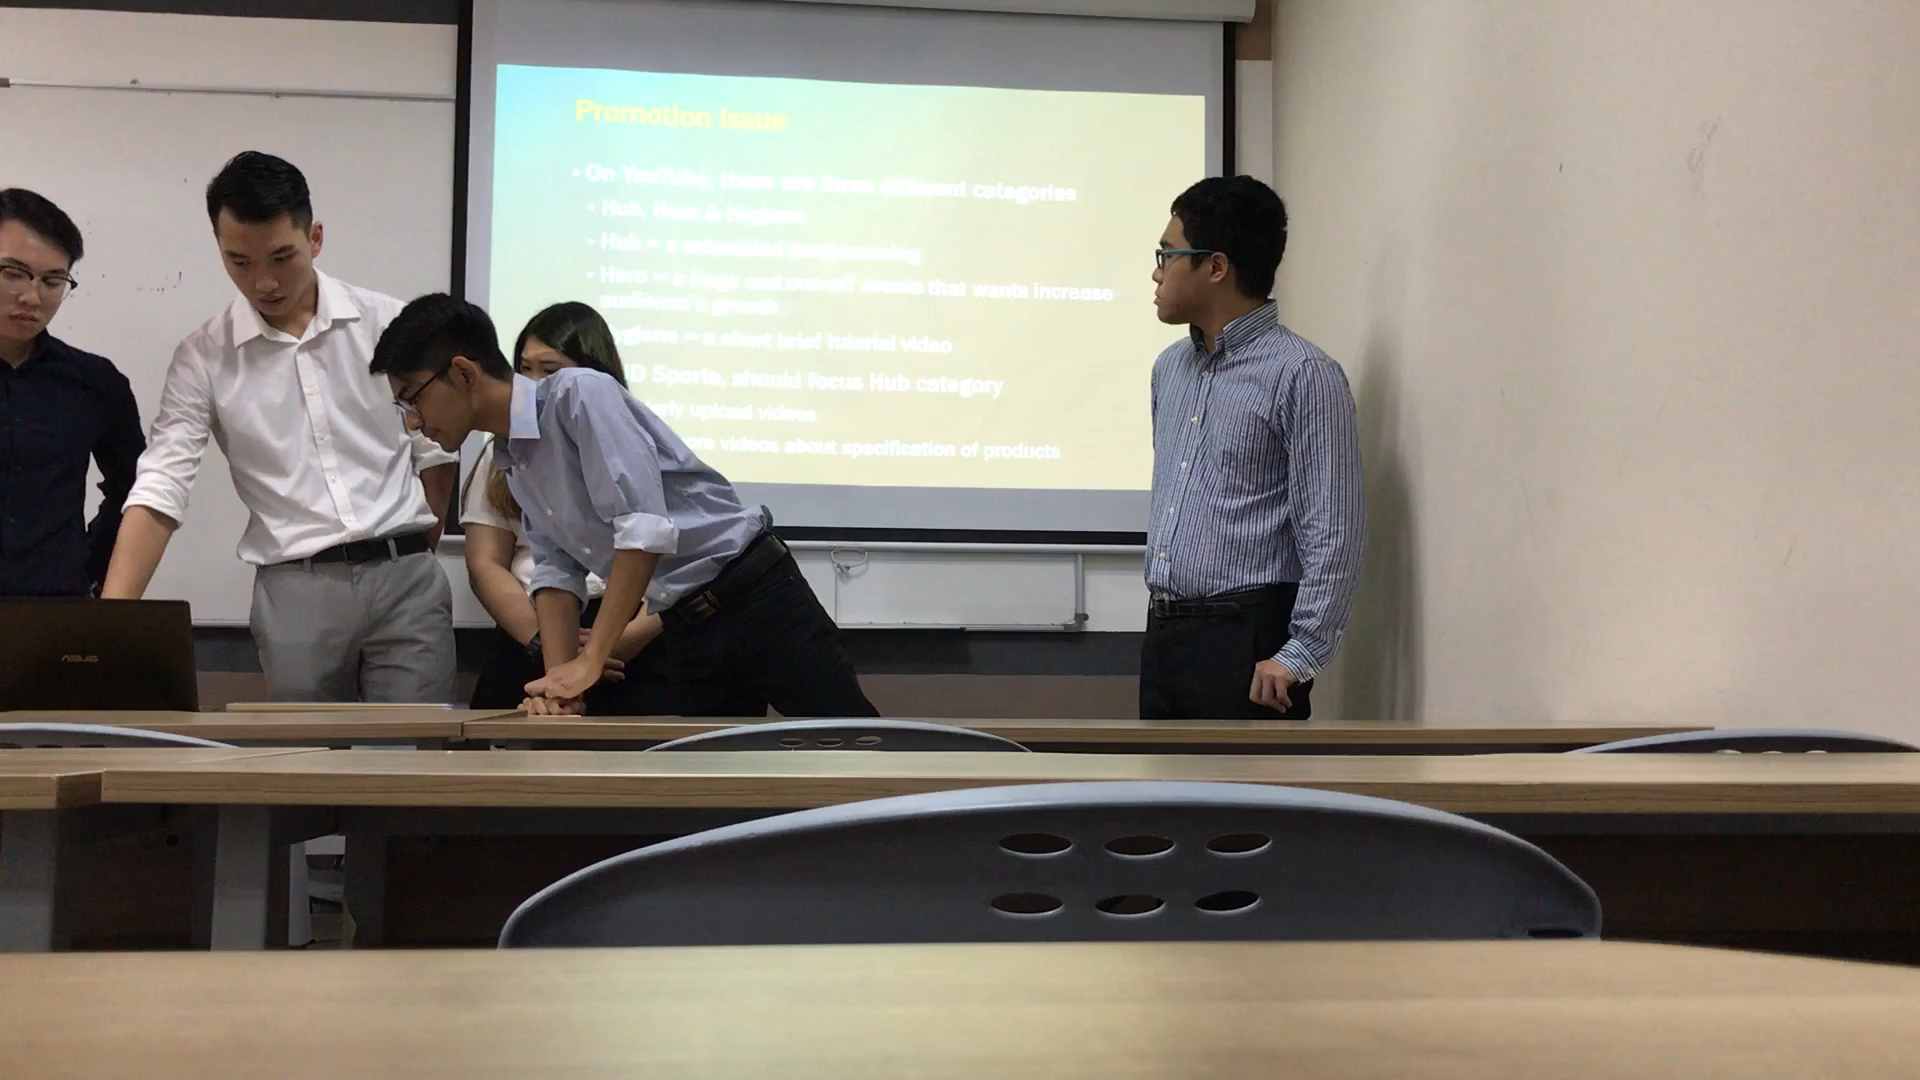 Promotion Issue
• On YouTube, there are three different categories
• Hub, Hero & Hygiene
• Hub = a scheduled programming
• Hero = a huge and one-off events that wants increase
audience's growth
ygiene = a short brief tutorial video
D Sports, should focus Hub category
erly upload videos
ore videos about specification of products
ASUS